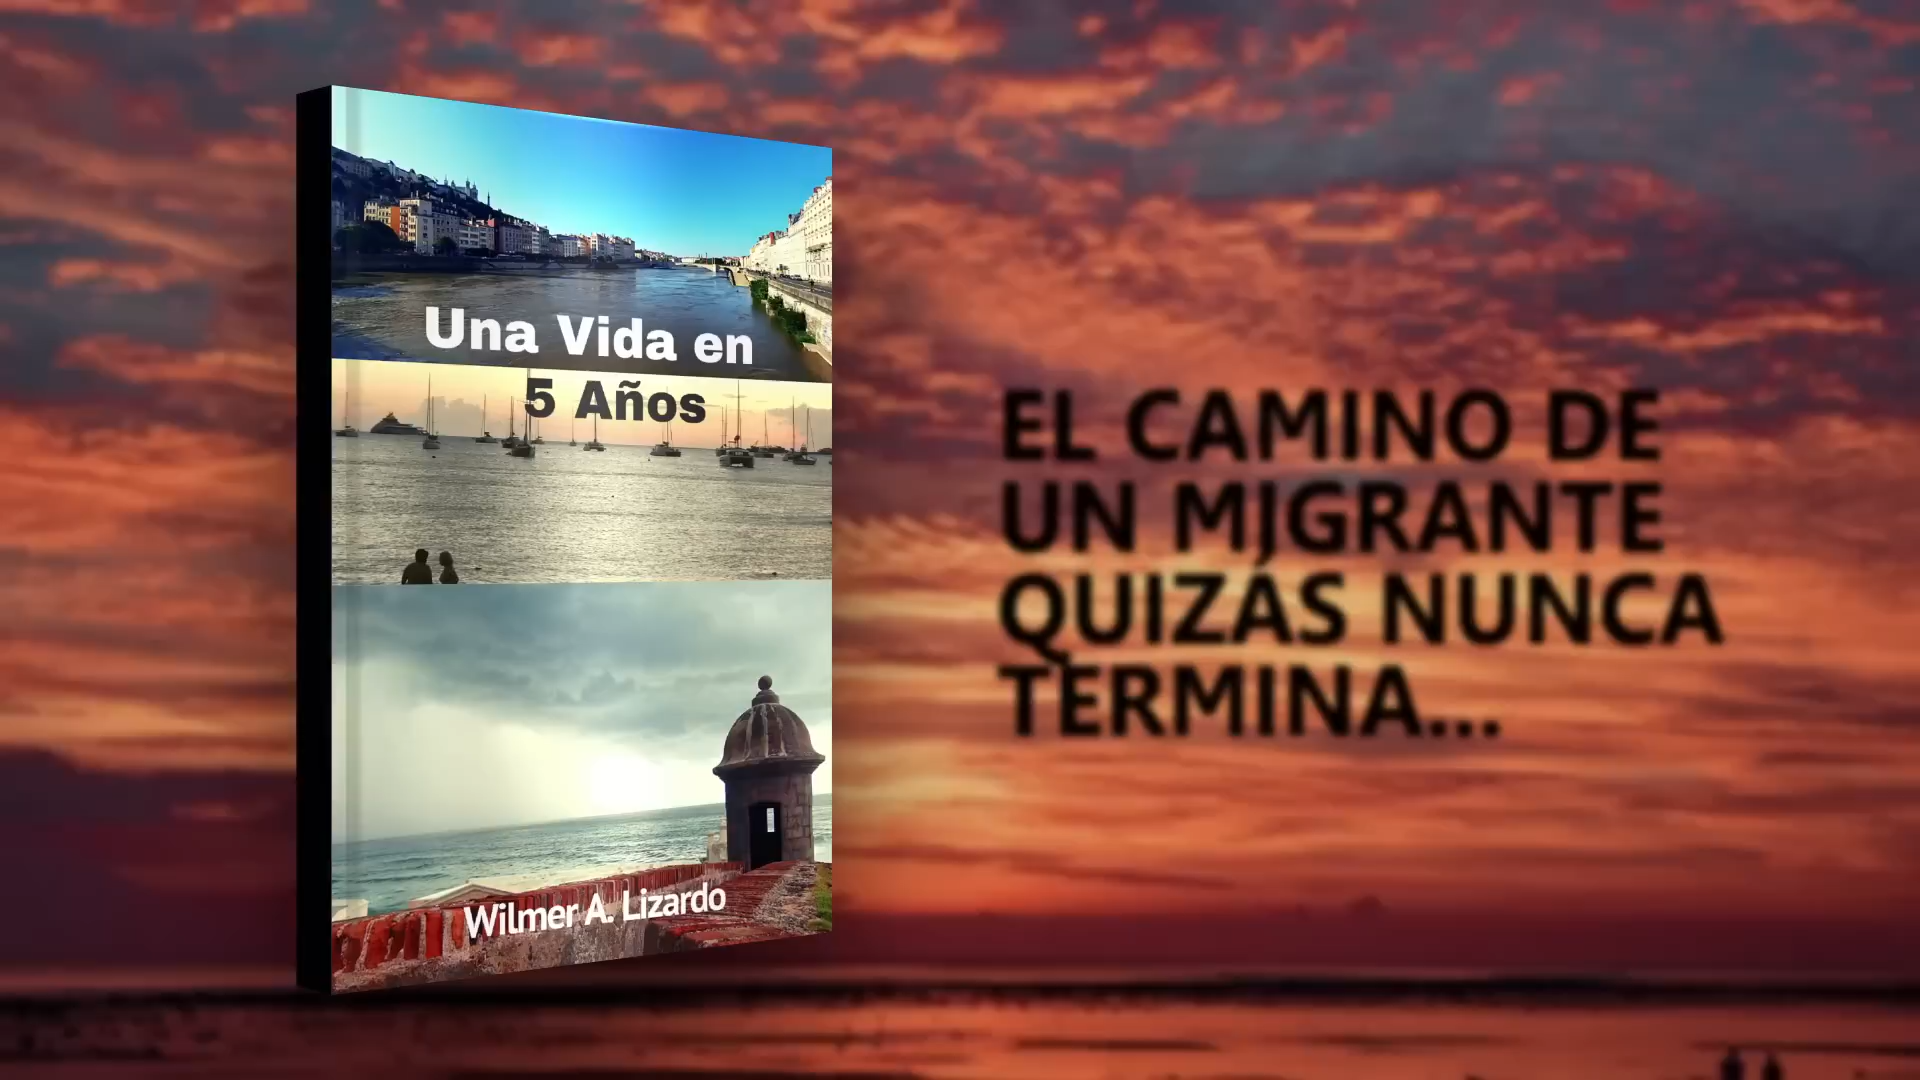 Una Vida en
5 Años
Wilmer A. Lizardo
EL CAMINO DE
UN MIGRANTE
QUIZÁS NUNCA
TERMINA...